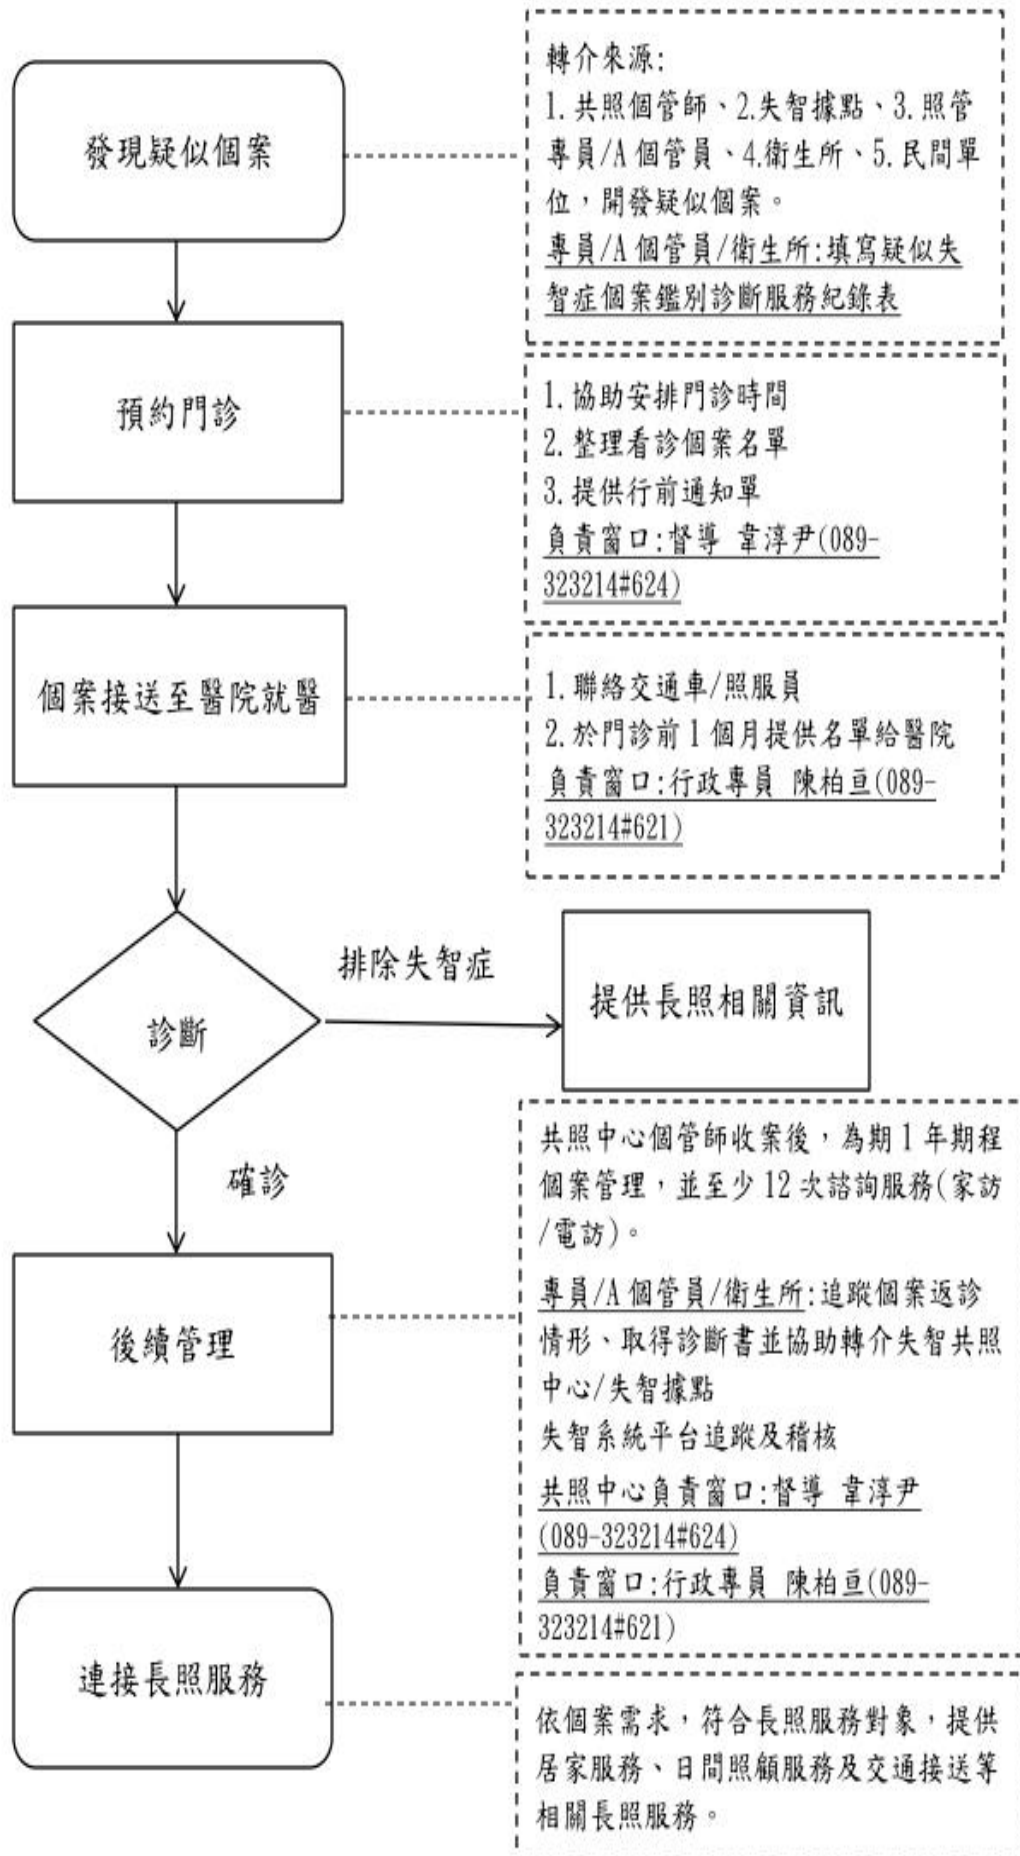 發現疑似個案
轉介來源:
1.共照個管師、2.失智據點、3.照管
專員/A個管員、4.衛生所、5.民間單
位，開發疑似個案。
專員/A個管員/衛生所:填寫疑似失
智症個案鑑別診斷服務紀錄表
預約門診
1.協助安排門診時間
2.整理看診個案名單
3.提供行前通知單
負責窗口:督導 韋淳尹(089-
323214#624)
個案接送至醫院就醫
1.聯絡交通車/照服員
2.於門診前1個月提供名單給醫院
負責窗口:行政專員 陳柏亘(089-
323214#621)
診斷
排除失智症
提供長照相關資訊
確診
後續管理
共照中心個管師收案後，為期1年期程
個案管理，並至少12次諮詢服務(家訪
/電訪)。
專員/A個管員/衛生所:追蹤個案返診
情形、取得診斷書並協助轉介失智共照
中心/失智據點
失智系統平台追蹤及稽核
共照中心負責窗口:督導 韋淳尹
(089-323214#624)
負責窗口:行政專員 陳柏亘(089-
323214#621)
連接長照服務
依個案需求，符合長照服務對象，提供
居家服務、日間照顧服務及交通接送等
相關長照服務。